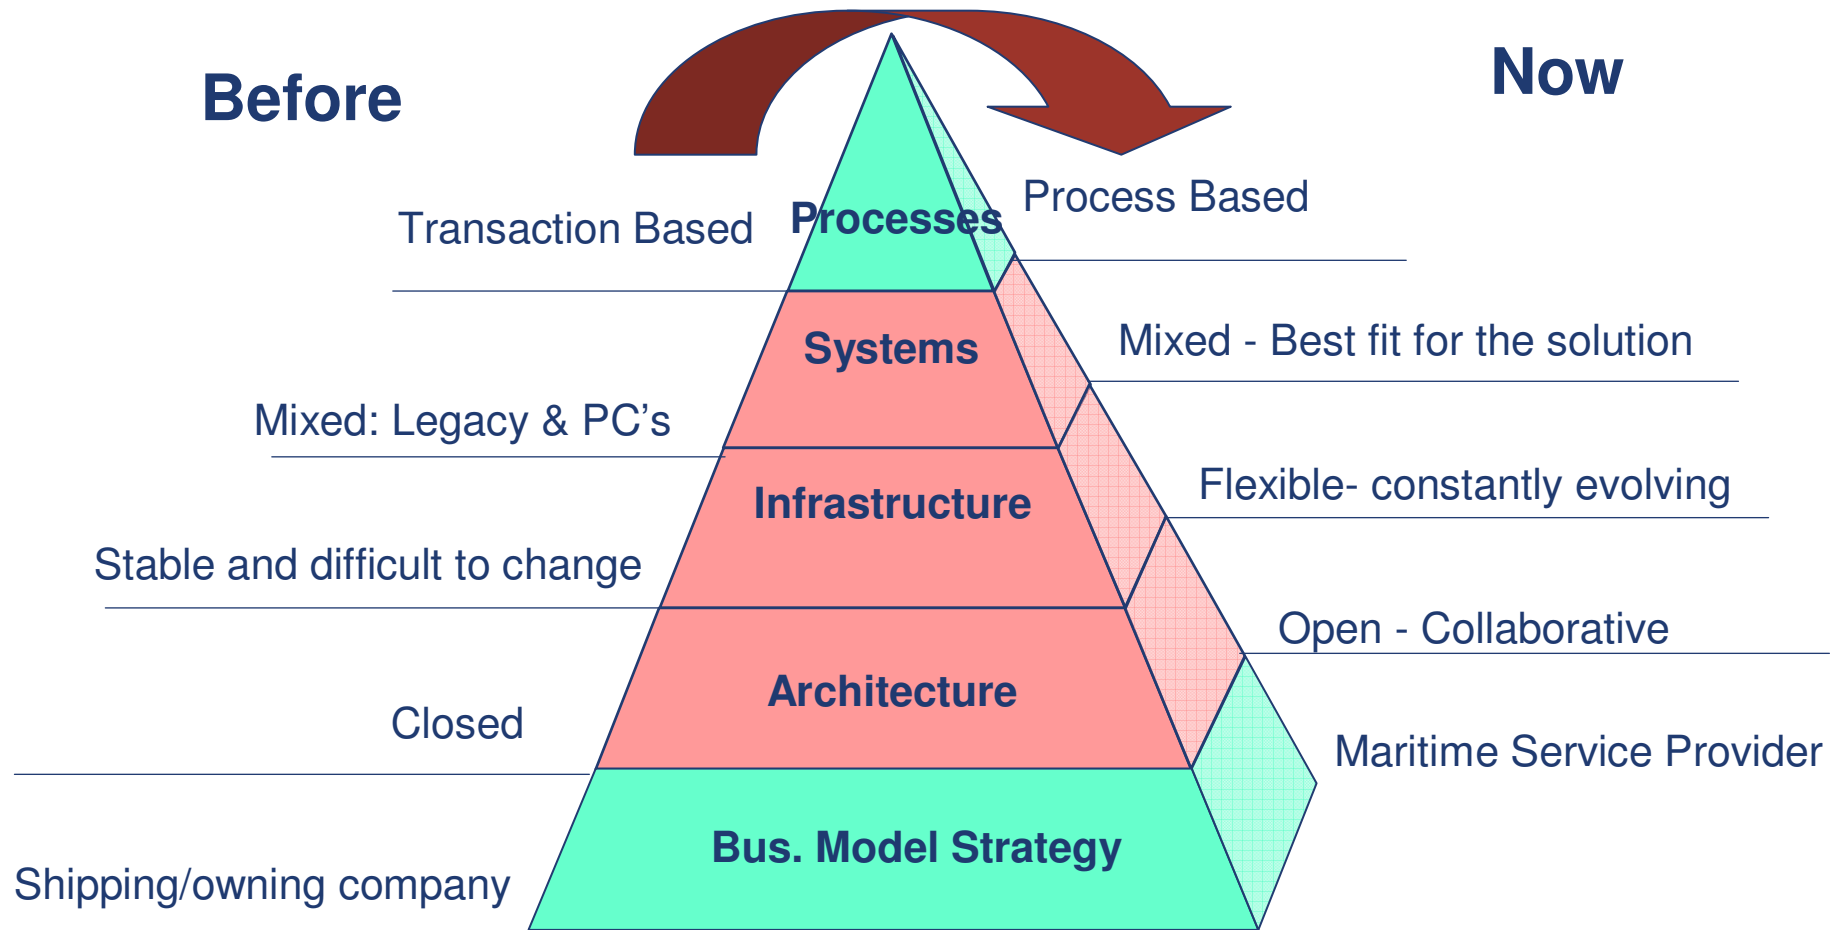 Before
Now
Transaction Based
Processes
Process Based
Systems
Mixed - Best fit for the solution
Mixed: Legacy & PC’s
Infrastructure
Flexible- constantly evolving
Stable and difficult to change
Architecture
Open - Collaborative
Closed
Maritime Service Provider
Bus. Model Strategy
Shipping/owning company